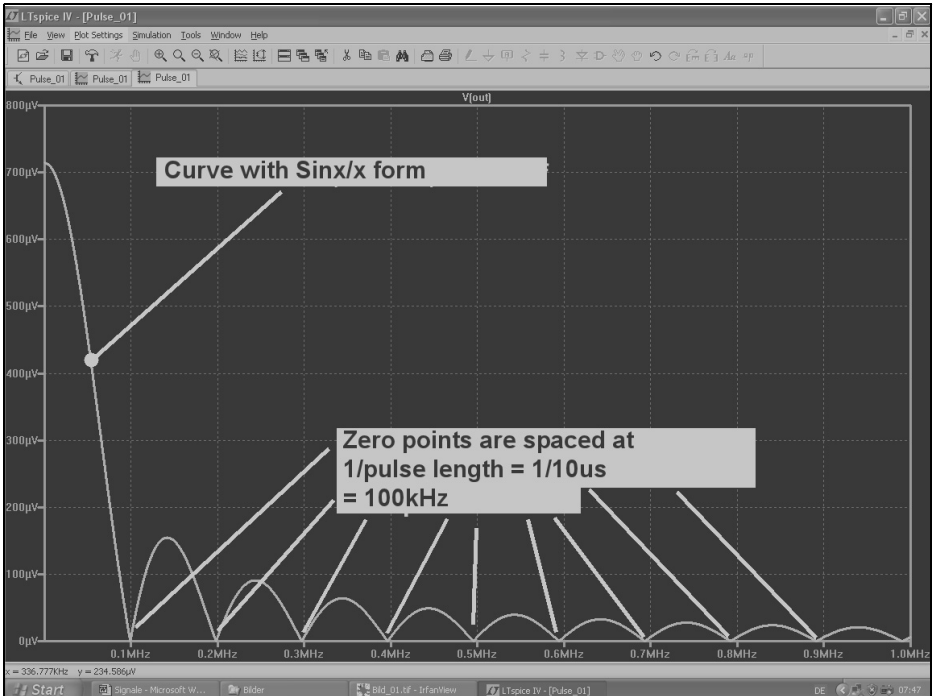 LTspice IV - [Pulse_01]
File View Plot Settings Simulation Tools Window Help
Pulse_01 Pulse_01 Pulse_01
V[out]
800µV
700µV
600µV
500µV
400µV
300µV
200µV
100µV
0µV
Curve with Sinx/x form
Zero points are spaced at
1/pulse length = 1/10us
= 100kHz
0.1MHz 0.2MHz 0.3MHz 0.4MHz 0.5MHz 0.6MHz 0.7MHz 0.8MHz 0.9MHz 1.0MHz
x = 336.777KHz y = 234.586µV
Start Signale - Microsoft W... Bilder Bild_01.tif - IrfanView LTspice IV - [Pulse_01] DE 07:47